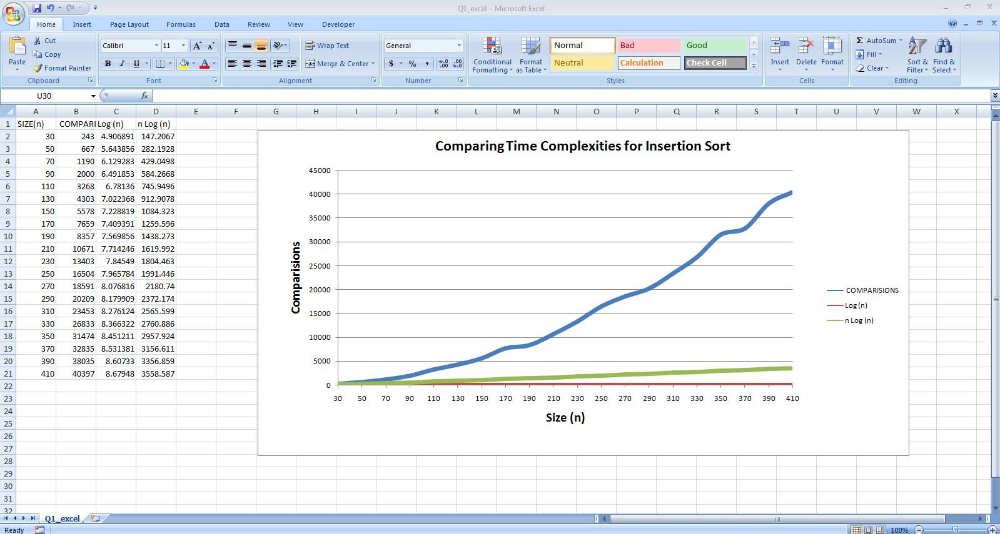 Q1_excel - Microsoft Excel
Home Insert Page Layout Formulas Data Review View Developer
Paste
Cut
Copy
Format Painter
Clipboard
Calibri 11
B I U
Font
Wrap Text
Merge & Center
Alignment
General
$ % ,
Number
Conditional Formatting
Format as Table
Normal Bad Good
Neutral Calculation Check Cell
Styles
Insert Delete Format
Cells
Σ AutoSum
Fill
Clear
Sort & Filter
Find & Select
Editing
U30 fx
A B C D E F G H I J K L M N O P Q R S T U V W X
1 SIZE(n) COMPARI Log (n) n Log (n)
2 30 243 4.906891 147.2067
3 50 667 5.643856 282.1928
4 70 1190 6.129283 429.0498
5 90 2000 6.491853 584.2668
6 110 3268 6.78136 745.9496
7 130 4303 7.022368 912.9078
8 150 5578 7.228819 1084.323
9 170 7659 7.409391 1259.596
10 190 8357 7.569856 1438.273
11 210 10671 7.714246 1619.992
12 230 13403 7.84549 1804.463
13 250 16504 7.965784 1991.446
14 270 18591 8.076816 2180.74
15 290 20209 8.179909 2372.174
16 310 23453 8.276124 2565.599
17 330 26833 8.366322 2760.886
18 350 31474 8.451211 2957.924
19 370 32835 8.531381 3156.611
20 390 38035 8.60733 3356.859
21 410 40397 8.67948 3558.587
22
23
24
25
26
27
28
29
30
31
32
Comparing Time Complexities for Insertion Sort
45000
40000
35000
30000
25000
20000
15000
10000
5000
0
Comparisions
30 50 70 90 110 130 150 170 190 210 230 250 270 290 310 330 350 370 390 410
Size (n)
COMPARISIONS
Log (n)
n Log (n)
Q1_excel
Ready 100%